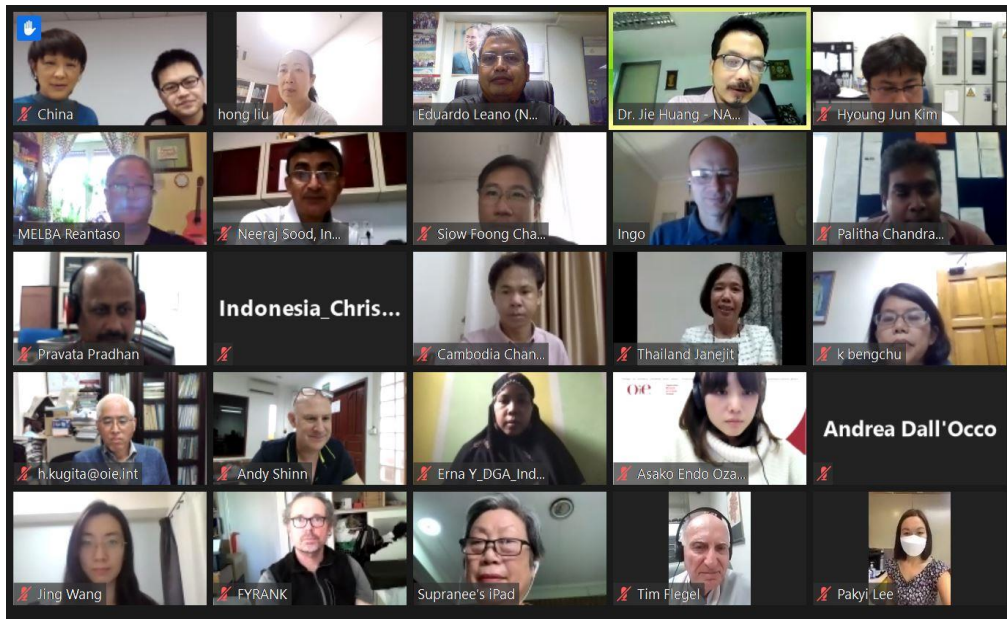 China
hong liu
Eduardo Leano (N...
Dr. Jie Huang - NA...
Hyoung Jun Kim
MELBA Reantaso
Neeraj Sood, In...
Siow Foong Cha...
Ingo
Palitha Chandra...
Pravata Pradhan
Indonesia_Chris...
Cambodia Chan...
Thailand Janejit
k bengchu
h.kugita@oie.int
Andy Shinn
Erna Y_DGA_Ind...
Oie
Asako Endo Oza...
Andrea Dall'Occo
Jing Wang
FYRANK
Supranee's iPad
Tim Flegel
Pakyi Lee